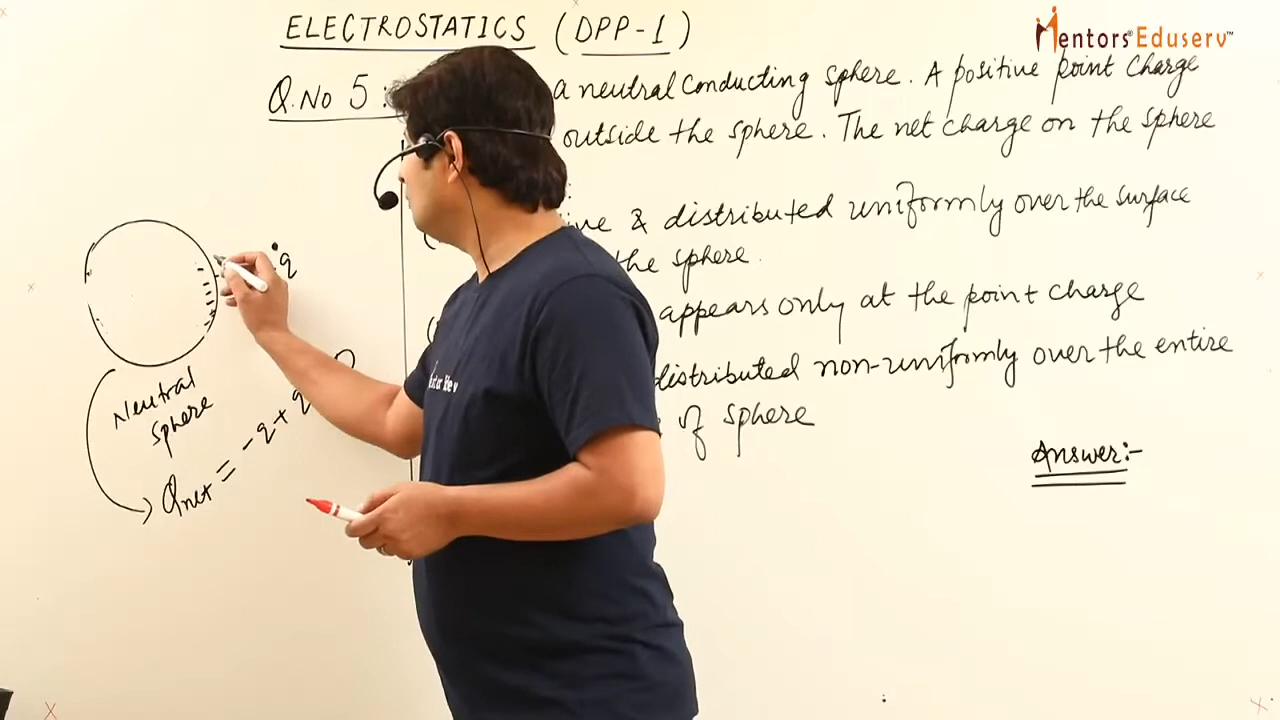 ELECTROSTATICS (DPP-1)
Mentors® Eduserv™
Q.No 5: a neutral conducting sphere. A positive point charge
outside the sphere. The net charge on the sphere
& distributed uniformly over the surface
the sphere.
appears only at the point charge
distributed non-uniformly over the entire
of sphere
Answer:-
q
Neutral
sphere
Qnet = -q+q